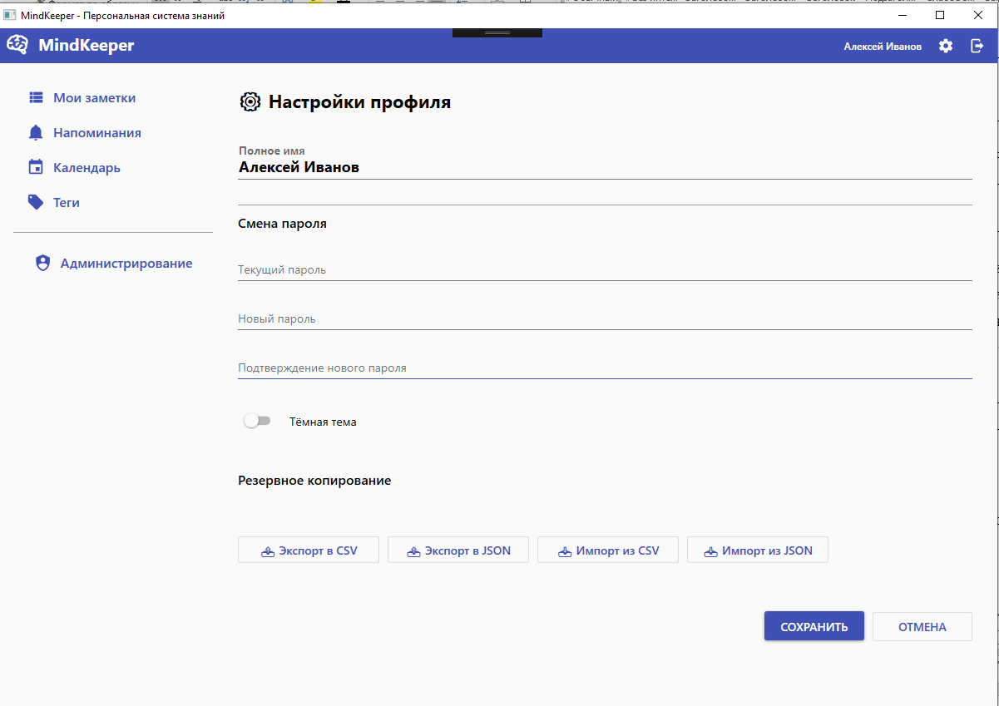 MindKeeper - Персональная система знаний
MindKeeper
Алексей Иванов
Мои заметки
Напоминания
Календарь
Теги
Администрирование
Настройки профиля
Полное имя
Алексей Иванов
Смена пароля
Текущий пароль
Новый пароль
Подтверждение нового пароля
Тёмная тема
Резервное копирование
Экспорт в CSV
Экспорт в JSON
Импорт из CSV
Импорт из JSON
СОХРАНИТЬ
ОТМЕНА